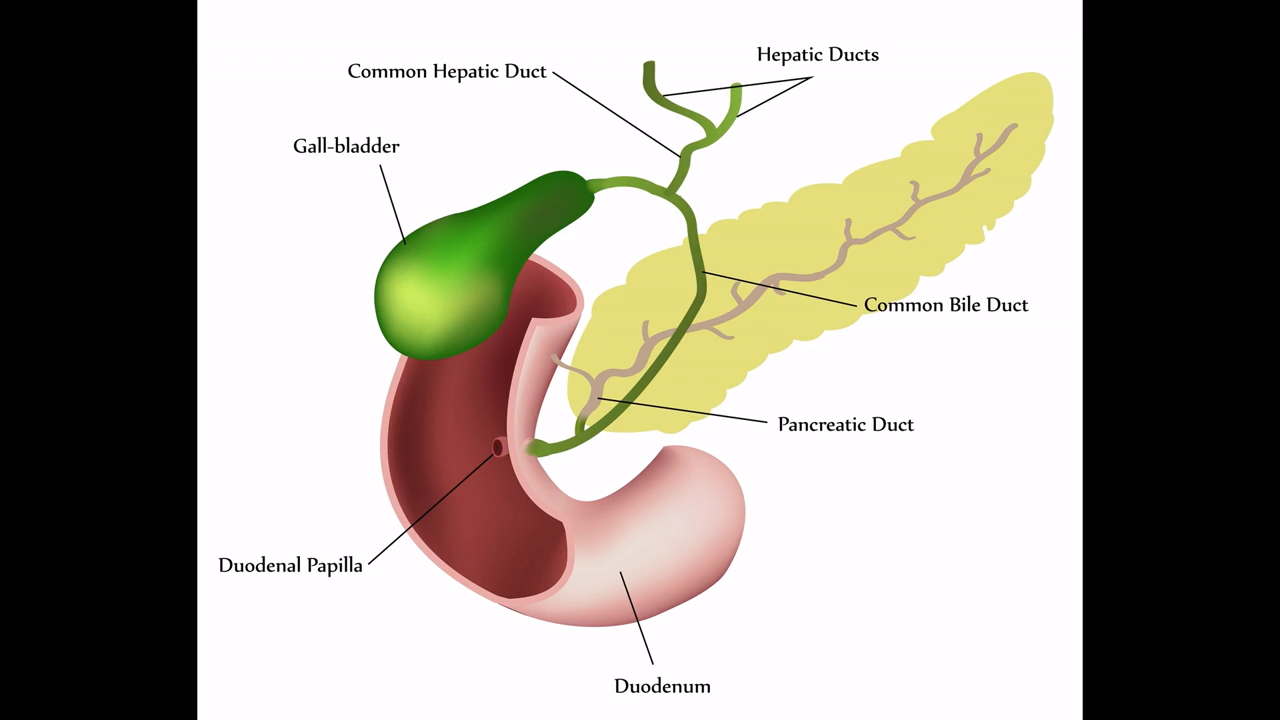 Hepatic Ducts
Common Hepatic Duct
Gall-bladder
Common Bile Duct
Pancreatic Duct
Duodenal Papilla
Duodenum